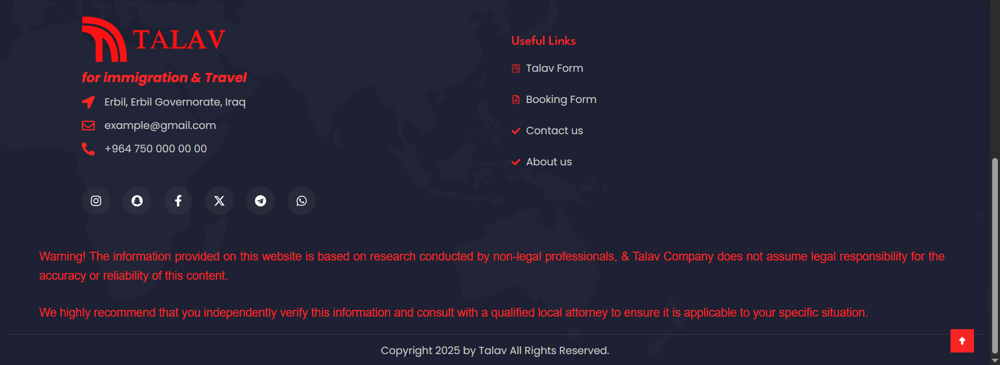 TALAV
for immigration & Travel
Erbil, Erbil Governorate, Iraq
example@gmail.com
+964 750 000 00 00
Useful Links
Talav Form
Booking Form
Contact us
About us
Warning! The information provided on this website is based on research conducted by non-legal professionals, & Talav Company does not assume legal responsibility for the
accuracy or reliability of this content.
We highly recommend that you independently verify this information and consult with a qualified local attorney to ensure it is applicable to your specific situation.
Copyright 2025 by Talav All Rights Reserved.